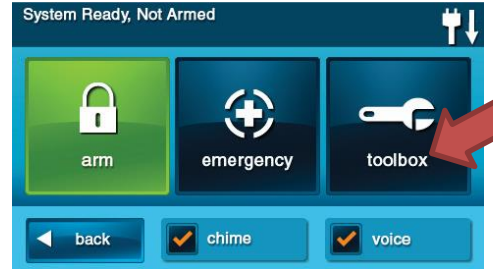 System Ready, Not Armed
arm
emergency
toolbox
back
chime
voice